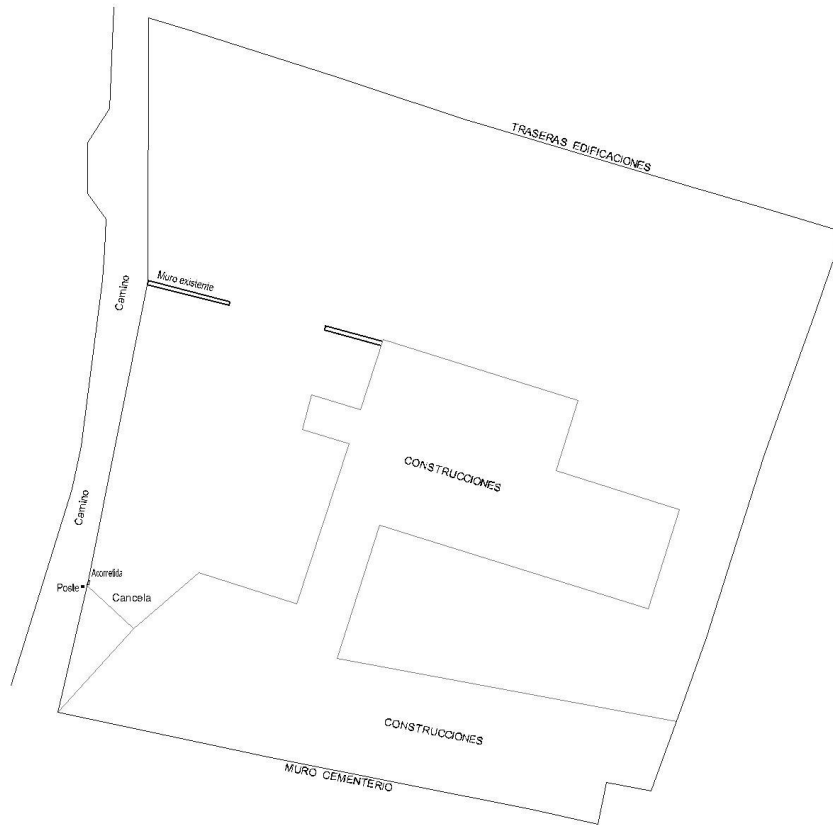 TRASERAS EDIFICACIONES
Muro existente
Camino
CONSTRUCCIONES
Camino
Acometida
Poste
Cancela
CONSTRUCCIONES
MURO CEMENTERIO